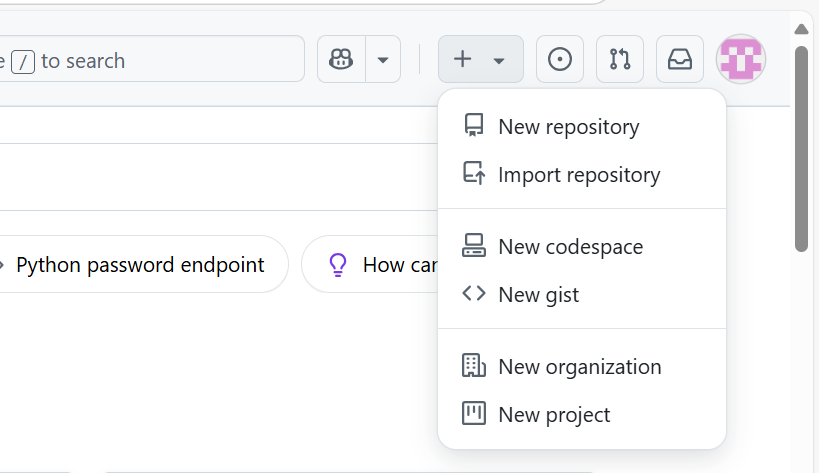 / to search
New repository
Import repository
New codespace
Python password endpoint
How can
New gist
New organization
New project